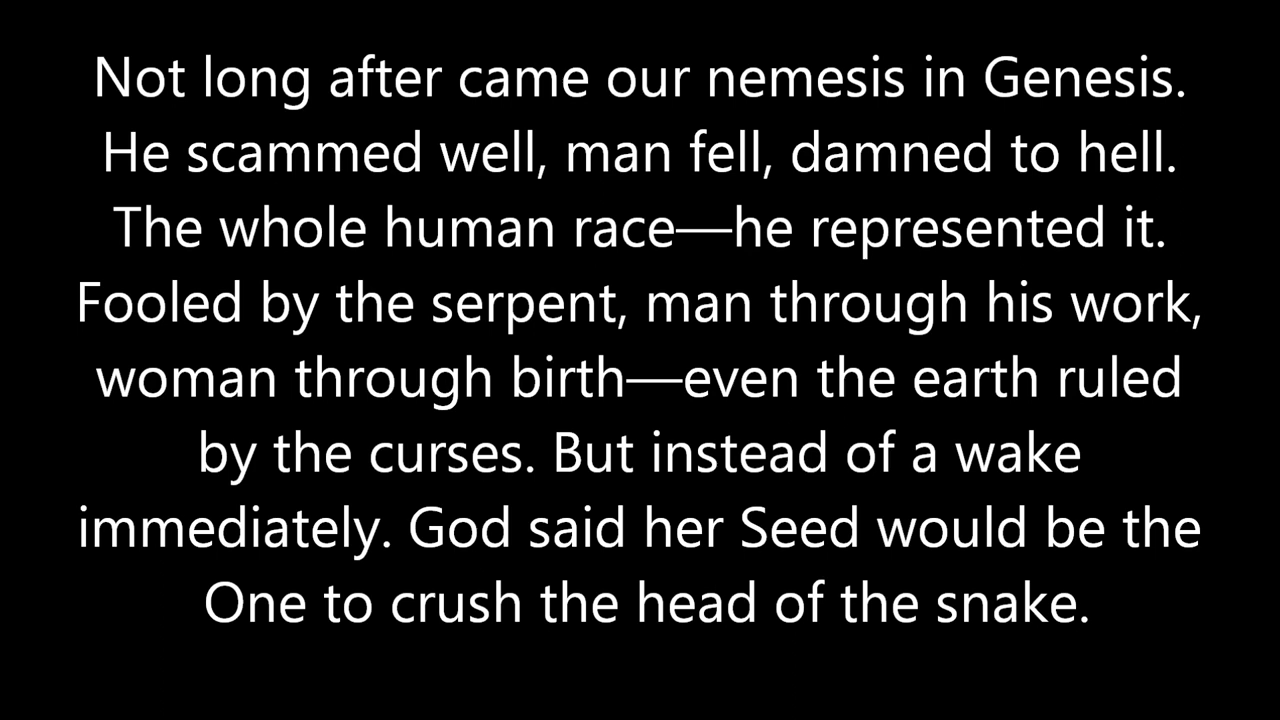 Not long after came our nemesis in Genesis.
He scammed well, man fell, damned to hell.
The whole human race—he represented it.
Fooled by the serpent, man through his work,
woman through birth—even the earth ruled
by the curses. But instead of a wake
immediately. God said her Seed would be the
One to crush the head of the snake.